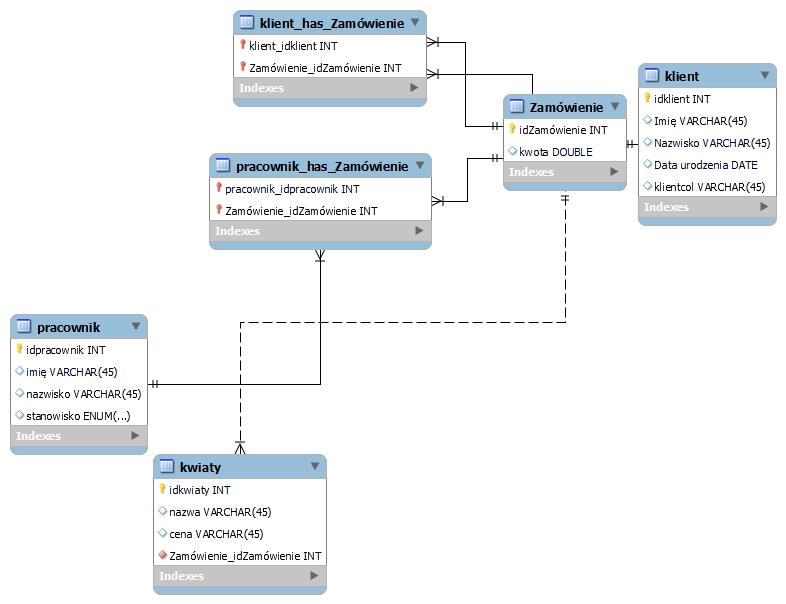 klient_has_Zamówienie
klient_idklient INT
Zamówienie_idZamówienie INT
Indexes
klient
idklient INT
Imię VARCHAR(45)
Nazwisko VARCHAR(45)
Data urodzenia DATE
klientcol VARCHAR(45)
Indexes
Zamówienie
idZamówienie INT
kwota DOUBLE
Indexes
pracownik_has_Zamówienie
pracownik_idpracownik INT
Zamówienie_idZamówienie INT
Indexes
pracownik
idpracownik INT
imię VARCHAR(45)
nazwisko VARCHAR(45)
stanowisko ENUM(...)
Indexes
kwiaty
idkwiaty INT
nazwa VARCHAR(45)
cena VARCHAR(45)
Zamówienie_idZamówienie INT
Indexes